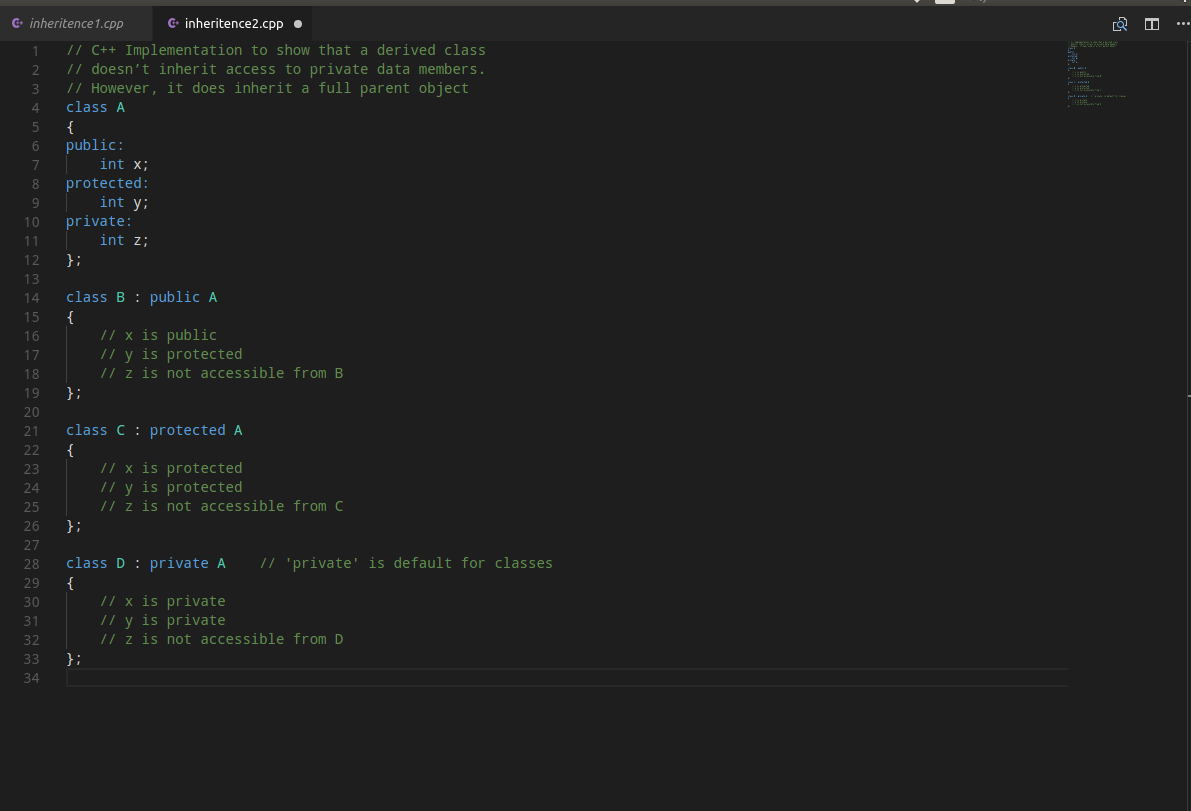 inheritence1.cpp
inheritence2.cpp
1 // C++ Implementation to show that a derived class
2 // doesn’t inherit access to private data members.
3 // However, it does inherit a full parent object
4 class A
5 {
6 public:
7     int x;
8 protected:
9     int y;
10 private:
11     int z;
12 };
13
14 class B : public A
15 {
16     // x is public
17     // y is protected
18     // z is not accessible from B
19 };
20
21 class C : protected A
22 {
23     // x is protected
24     // y is protected
25     // z is not accessible from C
26 };
27
28 class D : private A    // 'private' is default for classes
29 {
30     // x is private
31     // y is private
32     // z is not accessible from D
33 };
34